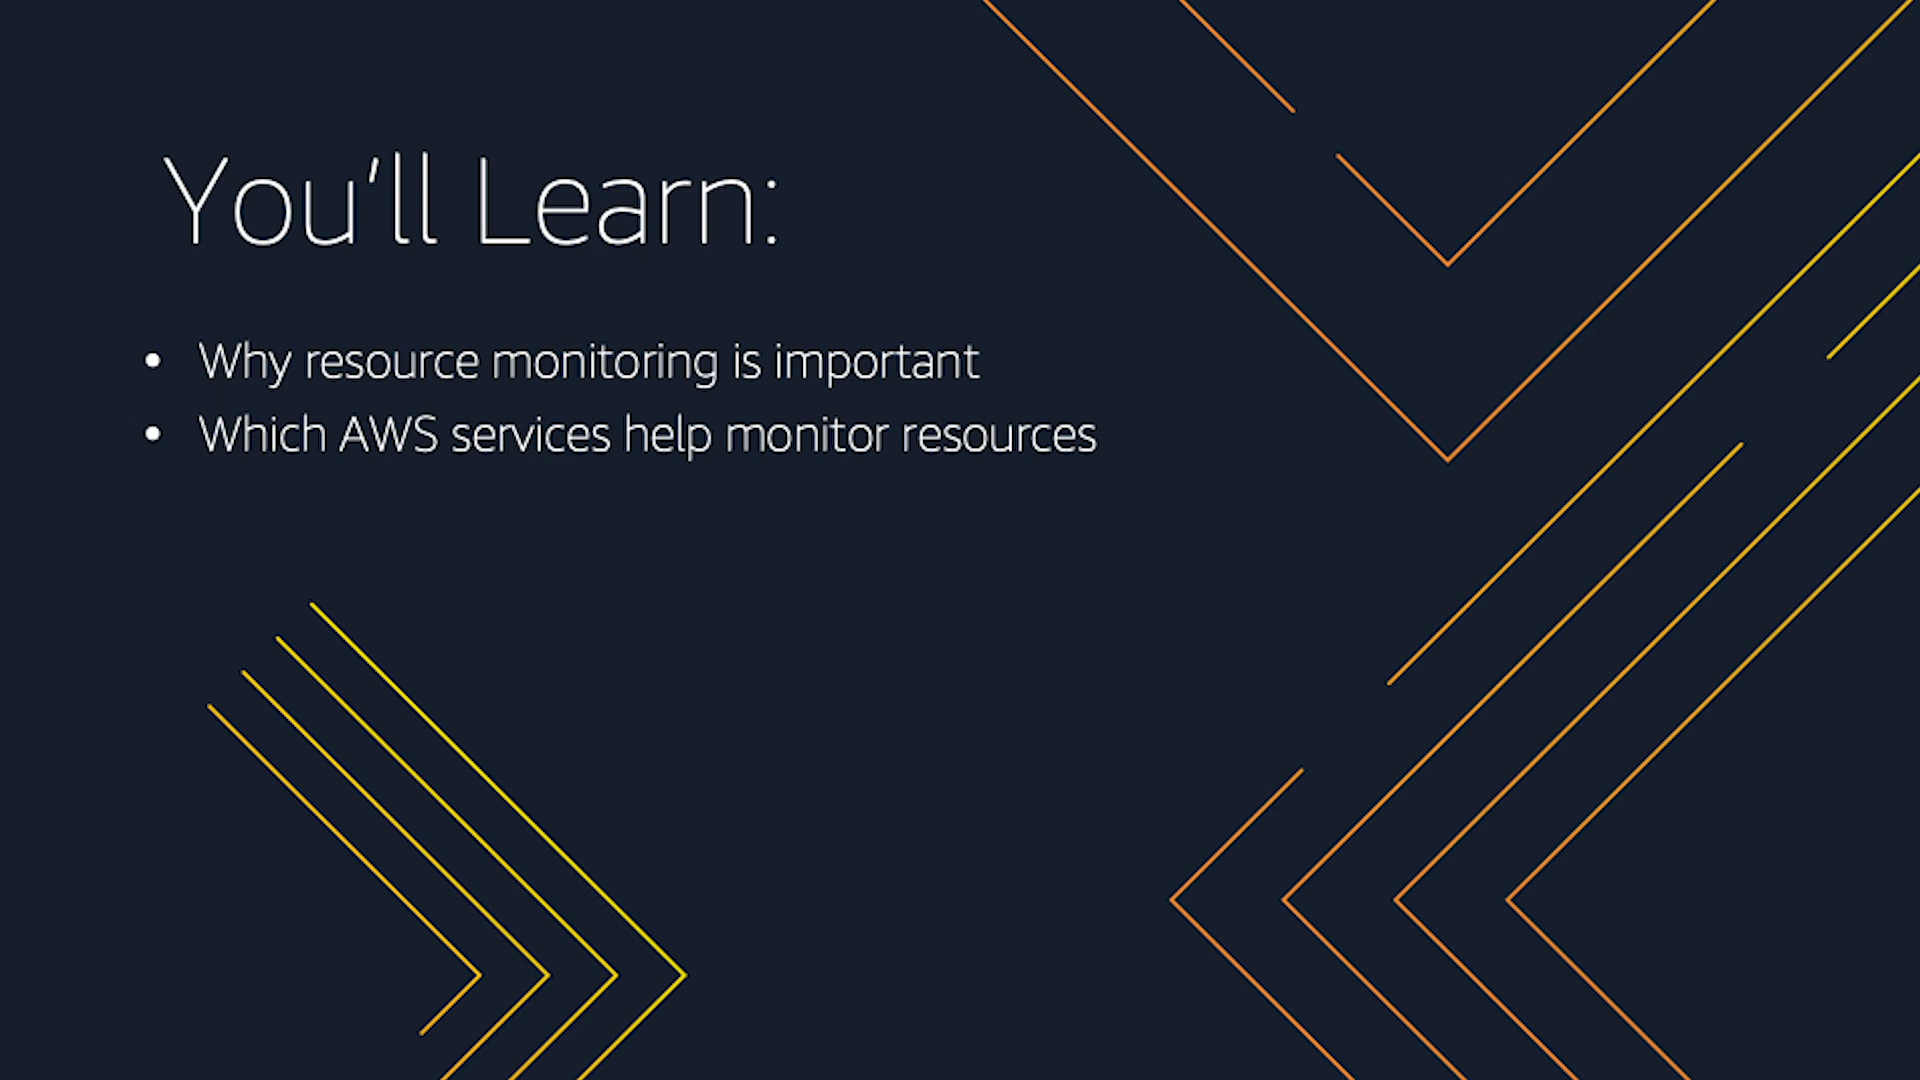 You’ll Learn:
• Why resource monitoring is important
• Which AWS services help monitor resources